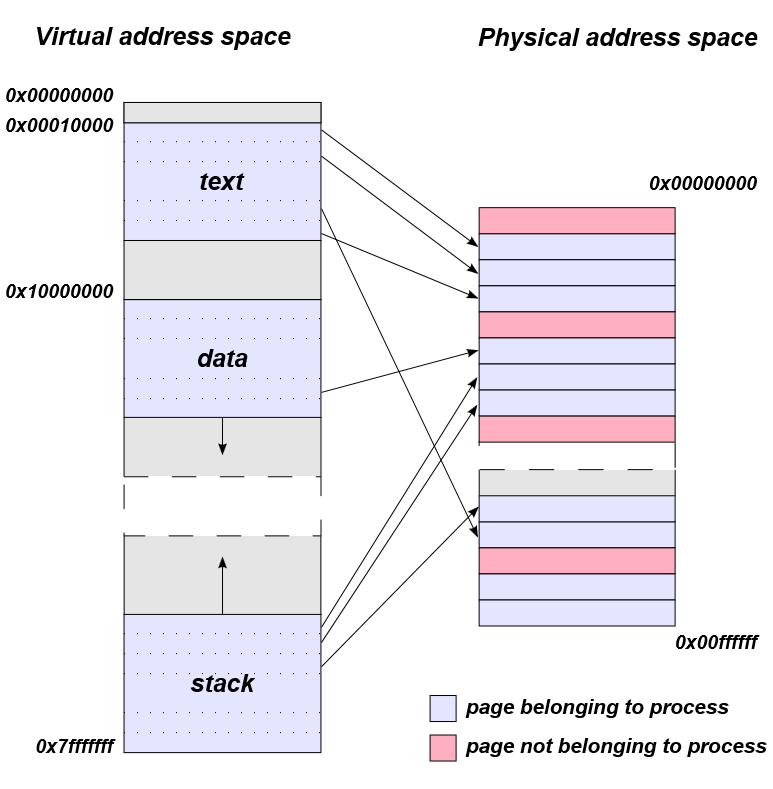 Virtual address space
Physical address space
0x00000000
0x00010000
text
0x10000000
data
stack
0x7fffffff
0x00000000
0x00ffffff
page belonging to process
page not belonging to process